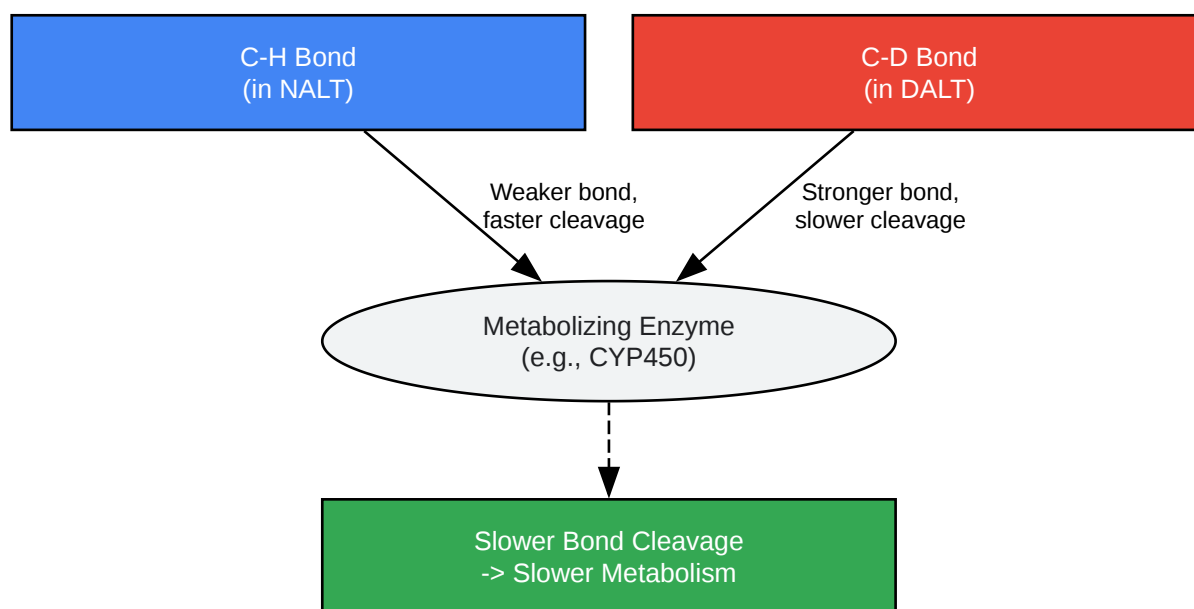 C-H Bond
(in NALT)
C-D Bond
(in DALT)
Weaker bond,
faster cleavage
Stronger bond,
slower cleavage
Metabolizing Enzyme
(e.g., CYP450)
Slower Bond Cleavage
-> Slower Metabolism